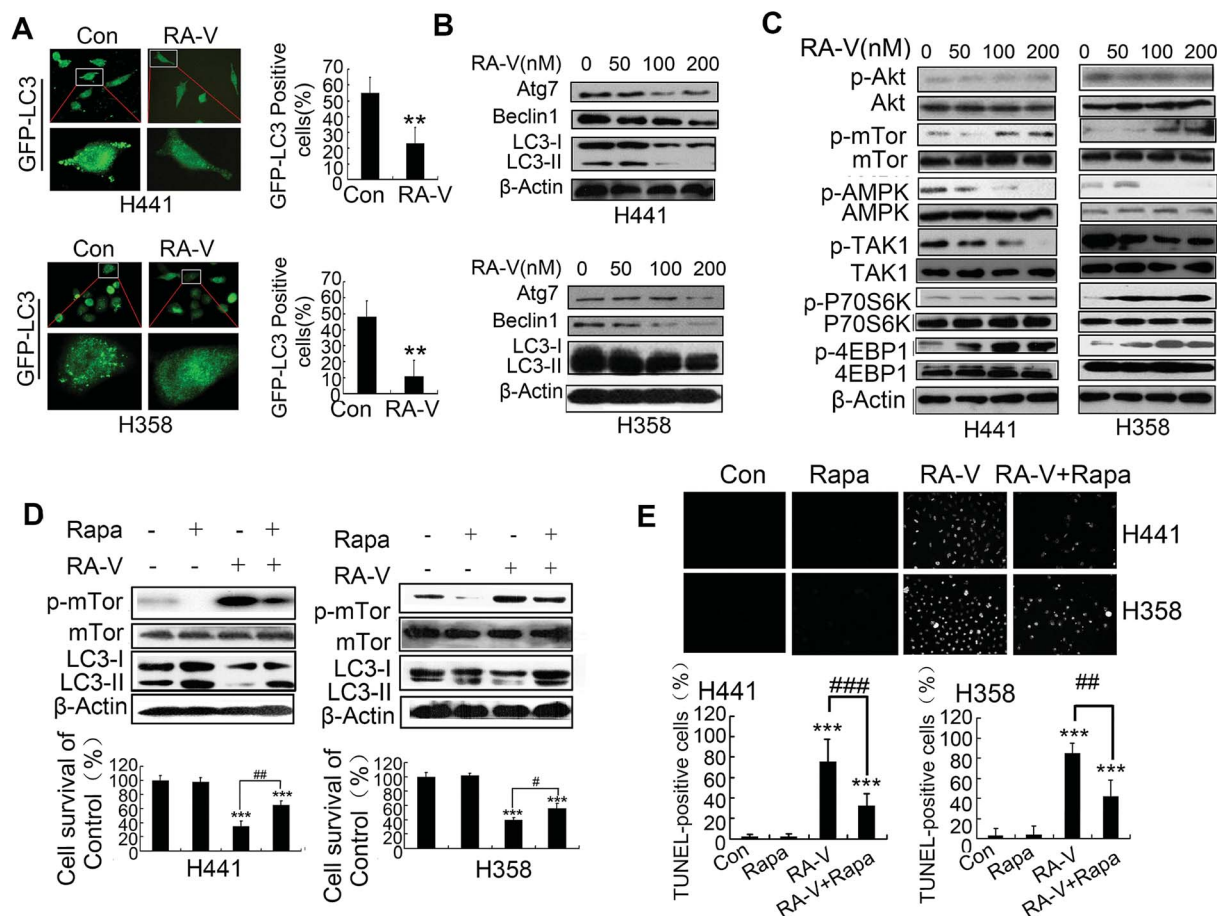 A
Con RA-V
GFP-LC3
H441
GFP-LC3 Positive
cells(%)
70
60
50
40
30
20
10
0
**
Con RA-V
Con RA-V
GFP-LC3
H358
GFP-LC3 Positive
cells(%)
70
60
50
40
30
20
10
0
**
Con RA-V
B
RA-V(nM) 0 50 100 200
Atg7
Beclin1
LC3-I
LC3-II
β-Actin
H441
RA-V(nM) 0 50 100 200
Atg7
Beclin1
LC3-I
LC3-II
β-Actin
H358
C
RA-V(nM) 0 50 100 200 0 50 100 200
p-Akt
Akt
p-mTor
mTor
p-AMPK
AMPK
p-TAK1
TAK1
p-P70S6K
P70S6K
p-4EBP1
4EBP1
β-Actin
H441 H358
D
Rapa - + - +
RA-V - - + +
p-mTor
mTor
LC3-I
LC3-II
β-Actin
Cell survival of
Control (%)
120
100
80
60
40
20
0
***
##
***
H441
Rapa - + - +
RA-V - - + +
p-mTor
mTor
LC3-I
LC3-II
β-Actin
Cell survival of
Control (%)
120
100
80
60
40
20
0
***
#
***
H358
E
Con Rapa RA-V RA-V+Rapa
H441
H358
TUNEL-positive cells (%)
H441
120
100
80
60
40
20
0
###
***
***
Con Rapa RA-V RA-V+Rapa
TUNEL-positive cells (%)
H358
120
100
80
60
40
20
0
##
***
***
Con Rapa RA-V RA-V+Rapa